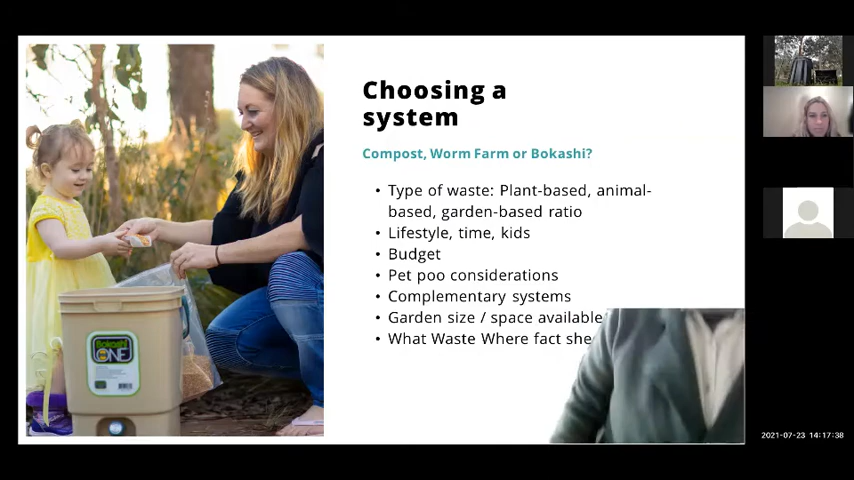 Choosing a
system
Compost, Worm Farm or Bokashi?
• Type of waste: Plant-based, animal-
based, garden-based ratio
• Lifestyle, time, kids
• Budget
• Pet poo considerations
• Complementary systems
• Garden size / space available
• What Waste Where fact she
Bokashi
ONE
2021-07-23 14:17:38